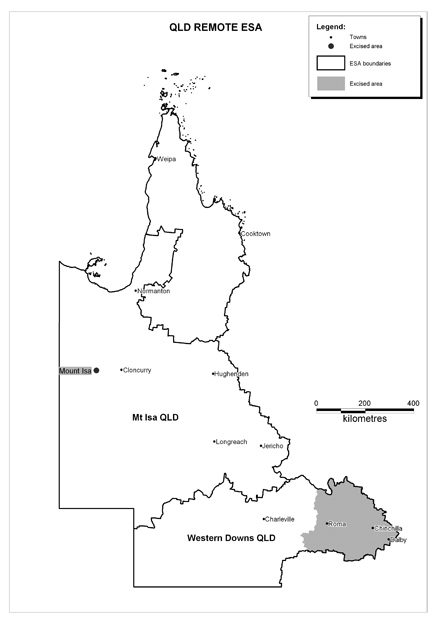 QLD REMOTE ESA
Legend:
Towns
Excised area
ESA boundaries
Excised area
Weipa
Cooktown
Normanton
Mount Isa
Cloncurry
Hughenden
0 200 400
kilometres
Mt Isa QLD
Longreach
Jericho
Charleville
Roma
Chinchilla
Dalby
Western Downs QLD